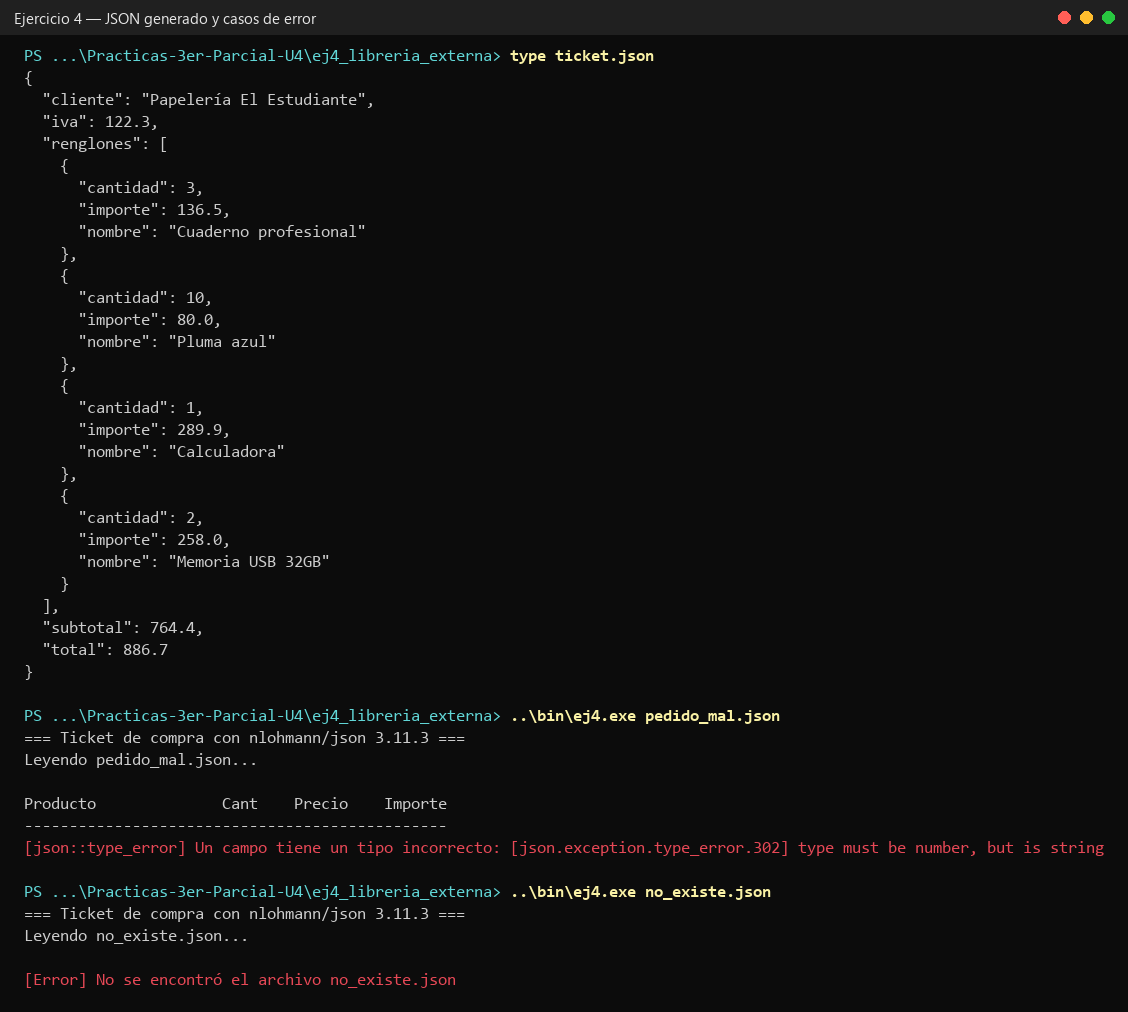 Ejercicio 4 — JSON generado y casos de error
PS ...\Practicas-3er-Parcial-U4\ej4_libreria_externa> type ticket.json
{
  "cliente": "Papelería El Estudiante",
  "iva": 122.3,
  "renglones": [
    {
      "cantidad": 3,
      "importe": 136.5,
      "nombre": "Cuaderno profesional"
    },
    {
      "cantidad": 10,
      "importe": 80.0,
      "nombre": "Pluma azul"
    },
    {
      "cantidad": 1,
      "importe": 289.9,
      "nombre": "Calculadora"
    },
    {
      "cantidad": 2,
      "importe": 258.0,
      "nombre": "Memoria USB 32GB"
    }
  ],
  "subtotal": 764.4,
  "total": 886.7
}
PS ...\Practicas-3er-Parcial-U4\ej4_libreria_externa> ..\bin\ej4.exe pedido_mal.json
=== Ticket de compra con nlohmann/json 3.11.3 ===
Leyendo pedido_mal.json...
Producto              Cant    Precio    Importe
-----------------------------------------------
[json::type_error] Un campo tiene un tipo incorrecto: [json.exception.type_error.302] type must be number, but is string
PS ...\Practicas-3er-Parcial-U4\ej4_libreria_externa> ..\bin\ej4.exe no_existe.json
=== Ticket de compra con nlohmann/json 3.11.3 ===
Leyendo no_existe.json...
[Error] No se encontró el archivo no_existe.json